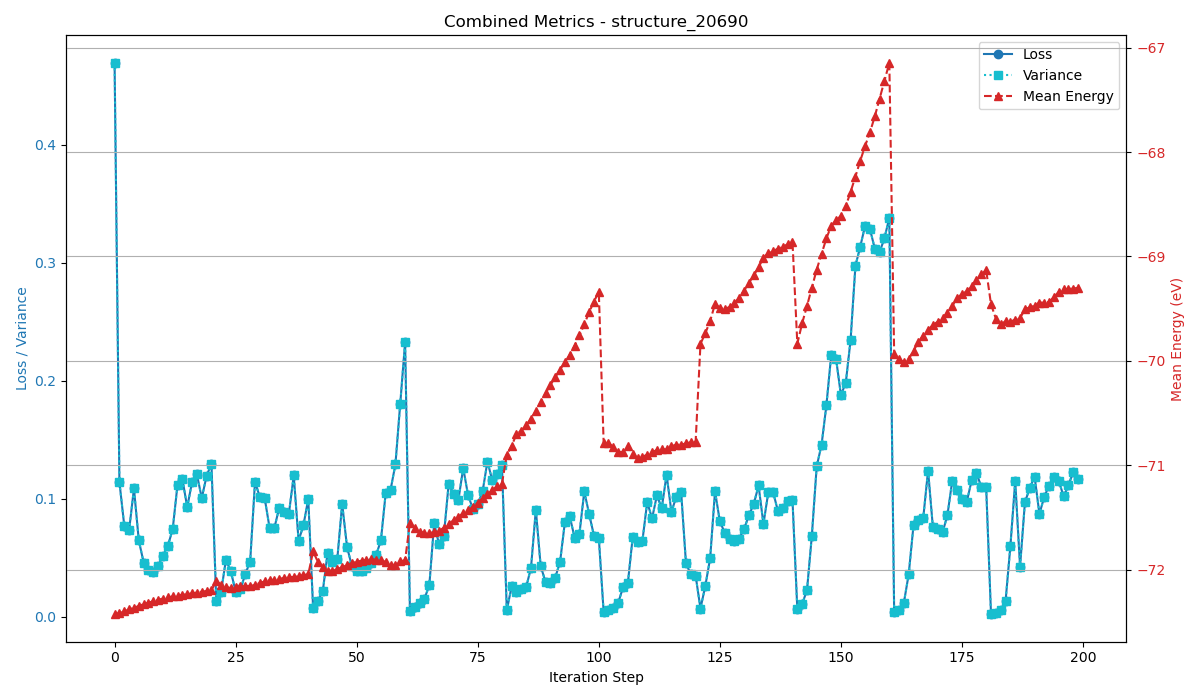 Combined Metrics - structure_20690
Loss
Variance
Mean Energy
Loss / Variance
0.4
0.3
0.2
0.1
0.0
−67
−68
−69
−70
−71
−72
Mean Energy (eV)
0 25 50 75 100 125 150 175 200
Iteration Step